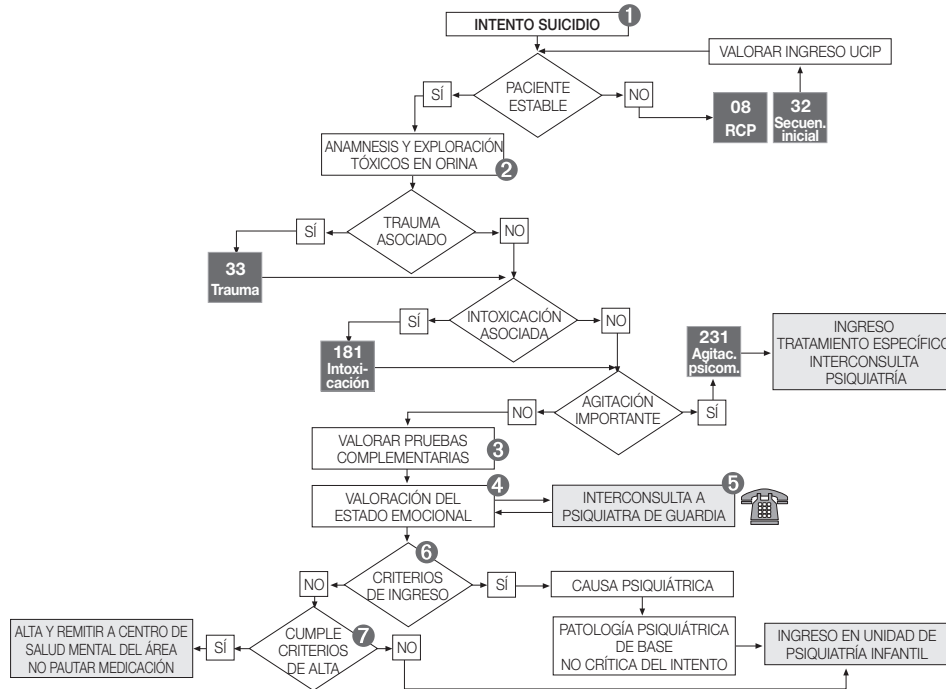 INTENTO SUICIDIO
1
VALORAR INGRESO UCIP
PACIENTE
ESTABLE
SÍ
NO
08
RCP
32
Secuen.
inicial
ANAMNESIS Y EXPLORACIÓN
TÓXICOS EN ORINA
2
TRAUMA
ASOCIADO
SÍ
NO
33
Trauma
INTOXICACIÓN
ASOCIADA
SÍ
NO
181
Intoxi-
cación
231
Agitac.
psicom.
INGRESO
TRATAMIENTO ESPECÍFICO
INTERCONSULTA
PSIQUIATRÍA
AGITACIÓN
IMPORTANTE
NO
SÍ
VALORAR PRUEBAS
COMPLEMENTARIAS
3
VALORACIÓN DEL
ESTADO EMOCIONAL
4
INTERCONSULTA A
PSIQUIATRA DE GUARDIA
5
6
CRITERIOS
DE INGRESO
NO
SÍ
CAUSA PSIQUIÁTRICA
CUMPLE
CRITERIOS
DE ALTA
7
SÍ
NO
ALTA Y REMITIR A CENTRO DE
SALUD MENTAL DEL ÁREA
NO PAUTAR MEDICACIÓN
PATOLOGÍA PSIQUIÁTRICA
DE BASE
NO CRÍTICA DEL INTENTO
INGRESO EN UNIDAD DE
PSIQUIATRÍA INFANTIL